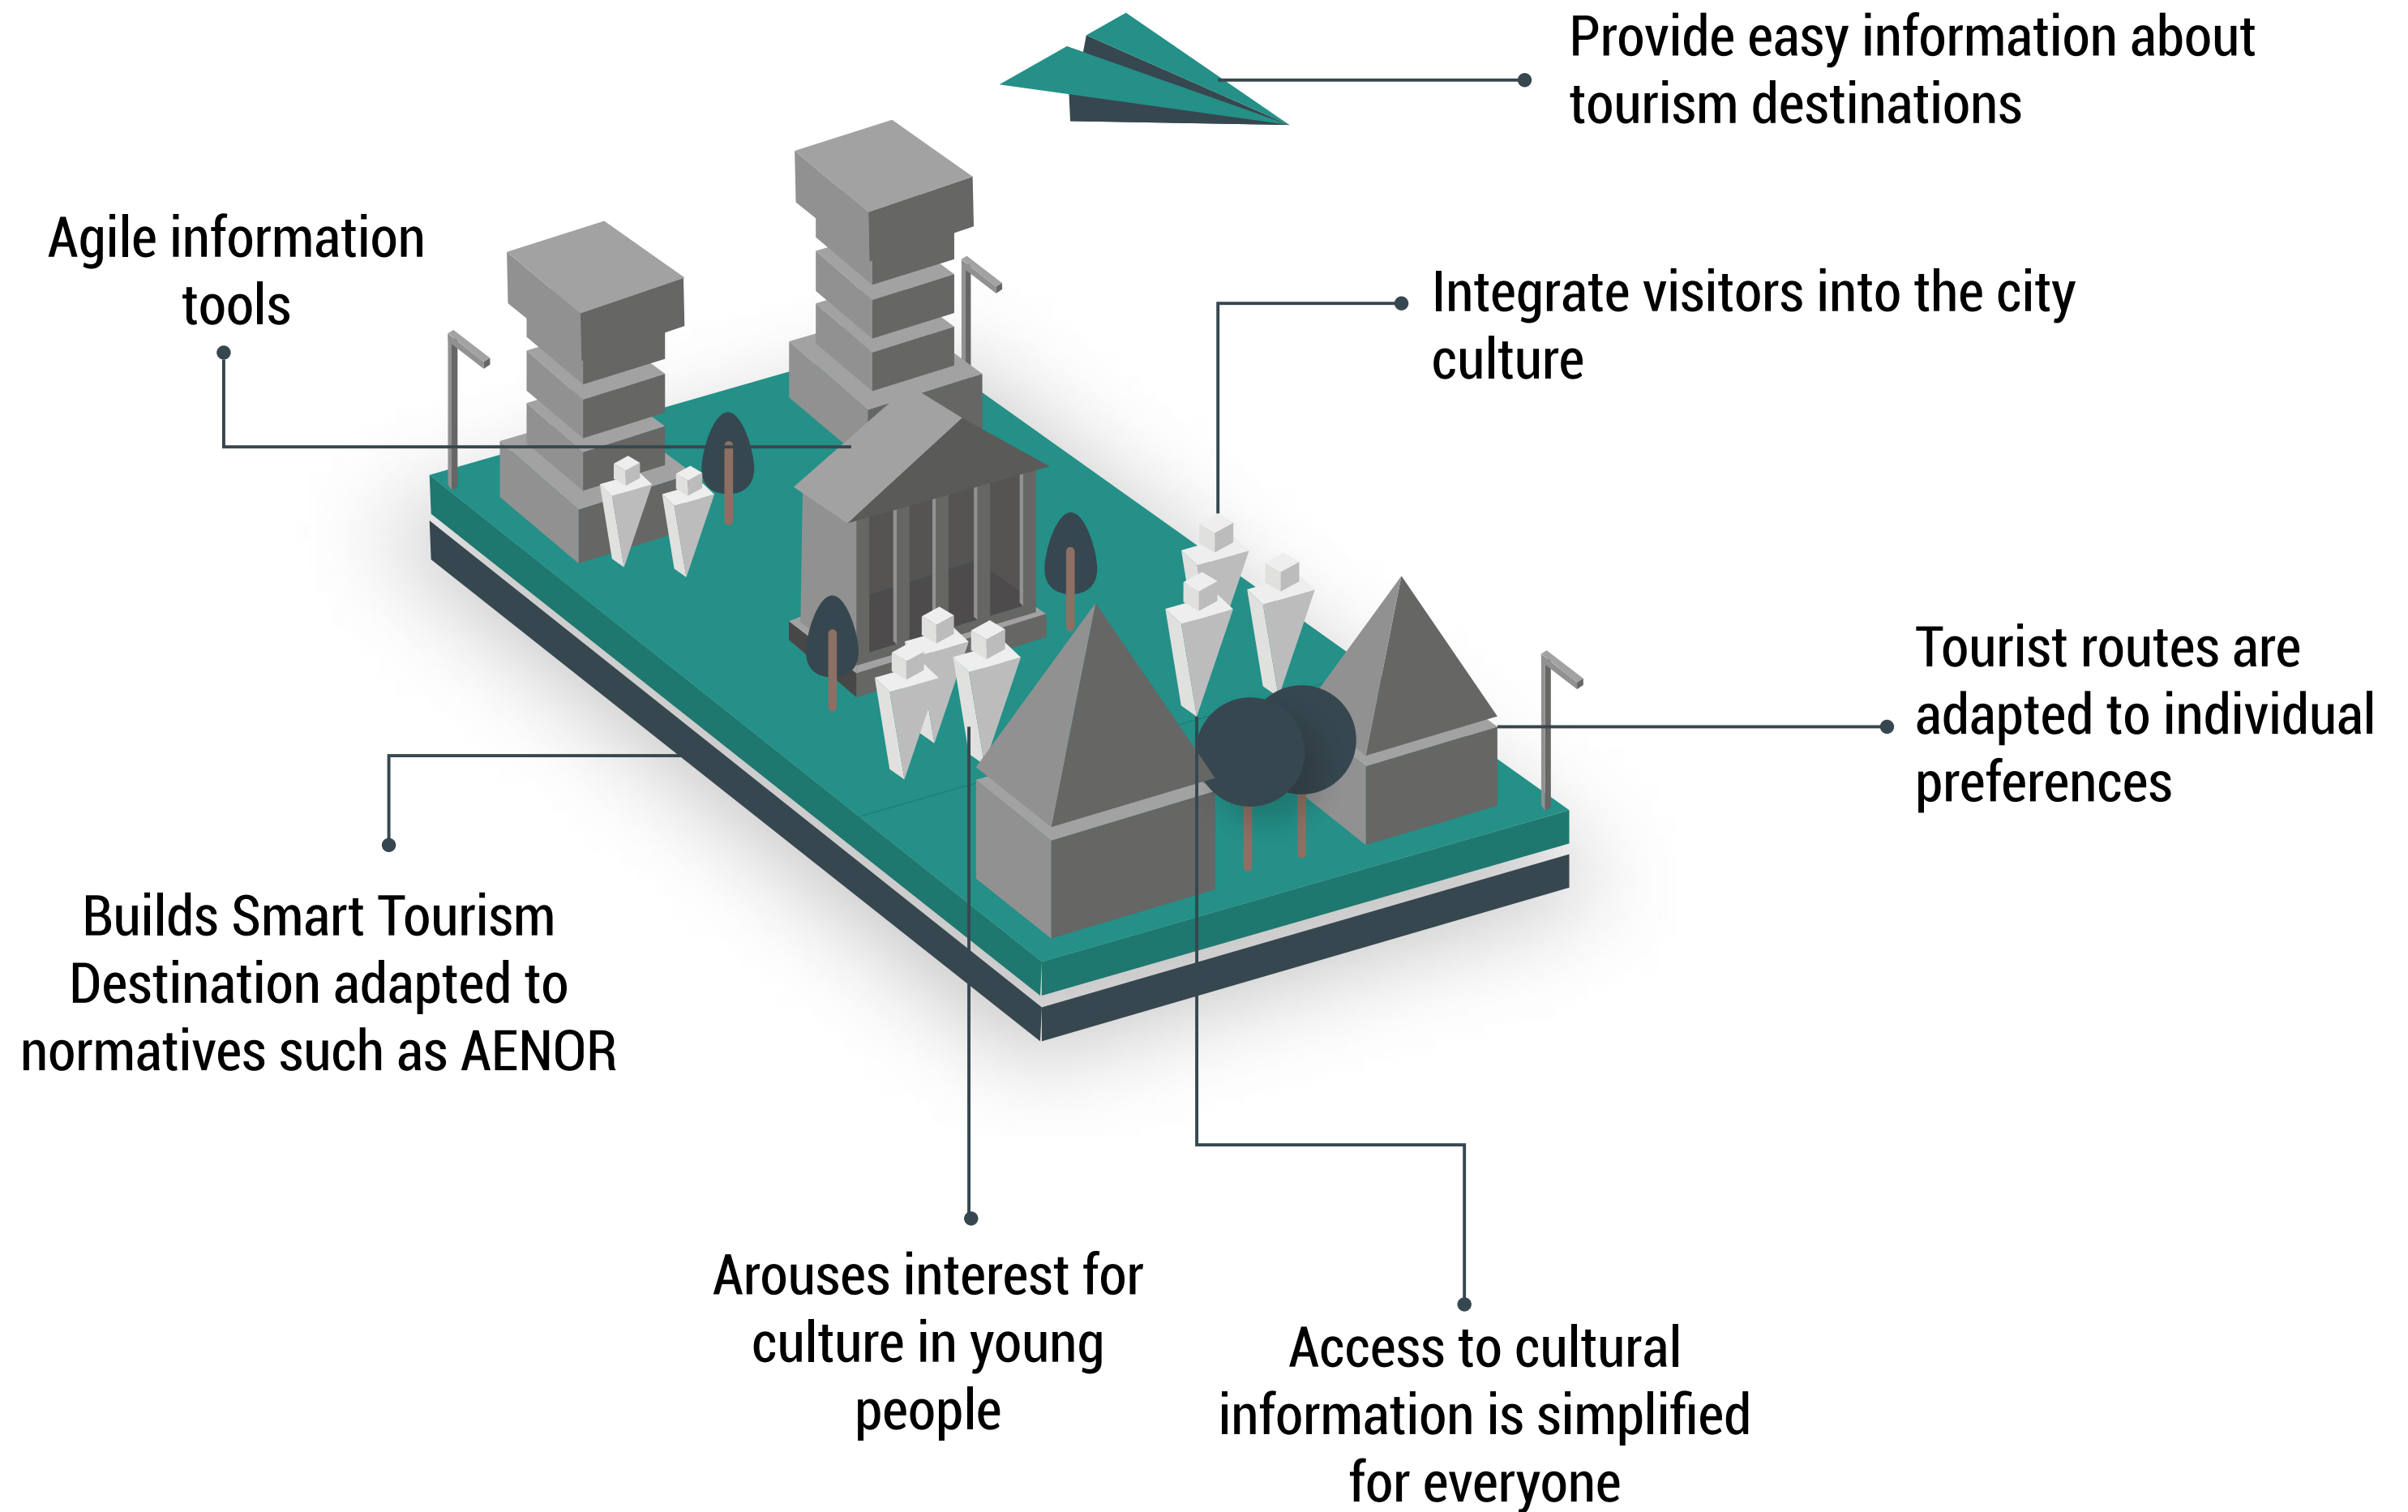 Provide easy information about
tourism destinations
Agile information
tools
Integrate visitors into the city
culture
Tourist routes are
adapted to individual
preferences
Builds Smart Tourism
Destination adapted to
normatives such as AENOR
Arouses interest for
culture in young
people
Access to cultural
information is simplified
for everyone